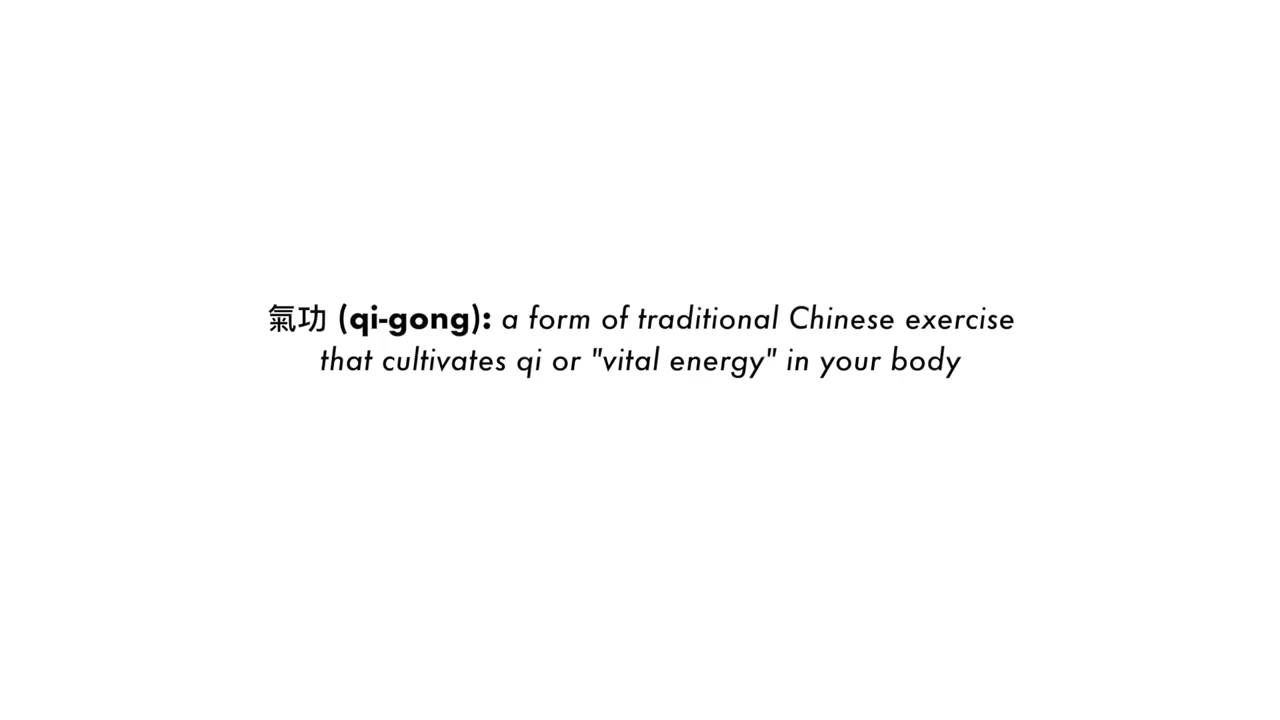 氣功 (qi-gong): a form of traditional Chinese exercise
that cultivates qi or "vital energy" in your body